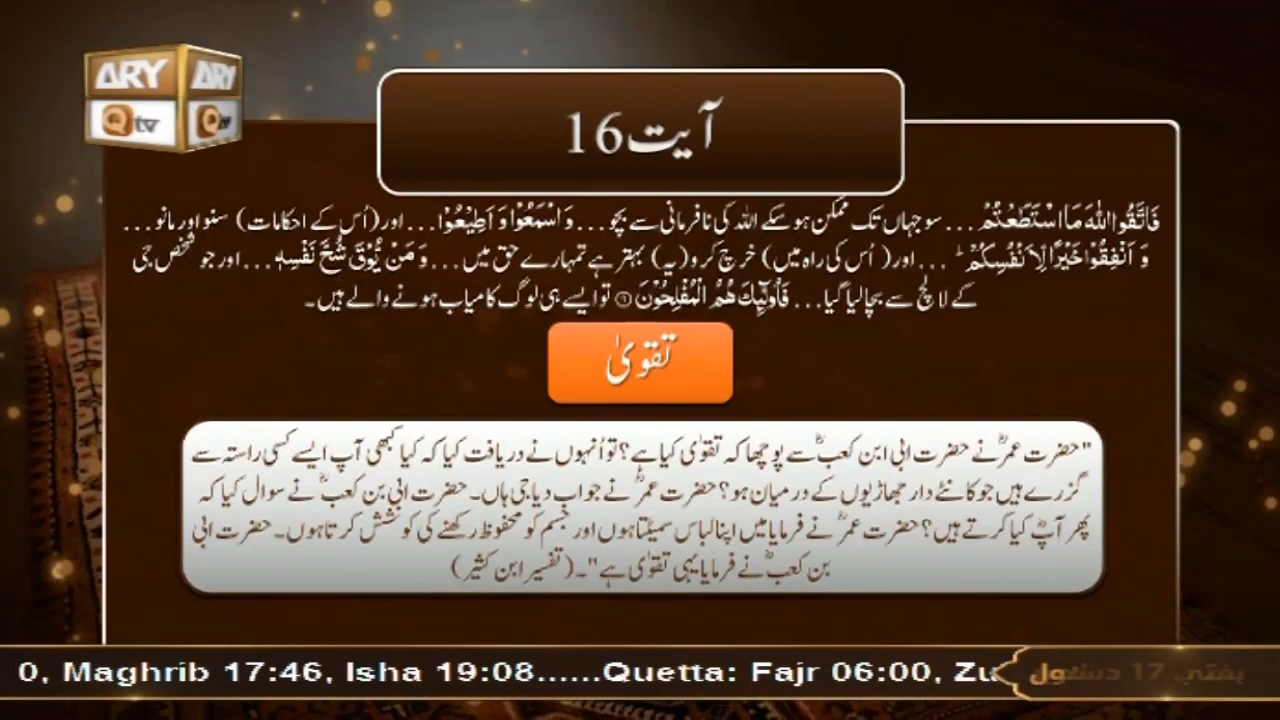 ARY ARY
Qtv Q tv
آیت 16
فَاتَّقُوا اللّٰهَ مَا اسْتَطَعْتُمْ... سو جہاں تک ممکن ہو سکے اللہ کی نافرمانی سے بچو... وَاسْمَعُوْا وَ اَطِیْعُوْا... اور (اُس کے احکامات) سنو اور مانو...
وَ اَنْفِقُوْا خَیْرًا لِّاَنْفُسِكُمْ ؕ ... اور (اُس کی راہ میں) خرچ کرو (یہ) بہتر ہے تمہارے حق میں... وَ مَنْ یُّوْقَ شُحَّ نَفْسِهٖ... اور جو شخص جی
کے لالچ سے بچا لیا گیا... فَاُولٰٓىِٕكَ هُمُ الْمُفْلِحُوْنَ ۝ تو ایسے ہی لوگ کامیاب ہونے والے ہیں۔
تقویٰ
"حضرت عمرؓ نے حضرت ابی ابن کعبؓ سے پوچھا کہ تقوٰی کیا ہے؟ تو اُنہوں نے دریافت کیا کہ کیا کبھی آپ ایسے کسی راستہ سے
گزرے ہیں جو کانٹے دار جھاڑیوں کے درمیان ہو؟ حضرت عمرؓ نے جواب دیا جی ہاں۔ حضرت ابی بن کعبؓ نے سوال کیا کہ
پھر آپؓ کیا کرتے ہیں؟ حضرت عمرؓ نے فرمایا میں اپنا لباس سمیٹتا ہوں اور جسم کو محفوظ رکھنے کی کوشش کرتا ہوں۔ حضرت ابی
بن کعبؓ نے فرمایا یہی تقوٰی ہے"۔ (تفسیر ابن کثیر)
0, Maghrib 17:46, Isha 19:08......Quetta: Fajr 06:00, Zu
17